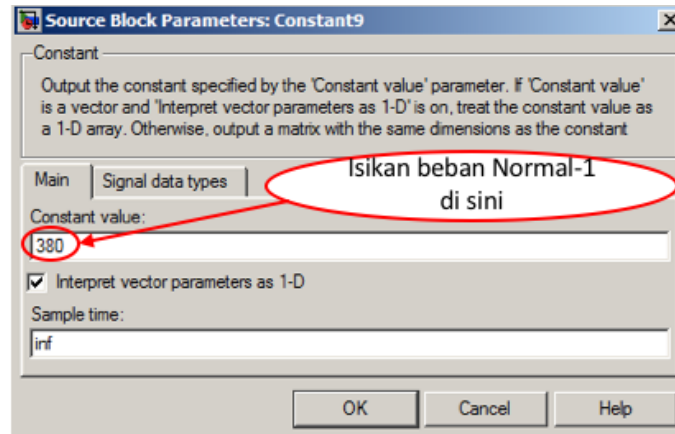 Source Block Parameters: Constant9
Constant
Output the constant specified by the 'Constant value' parameter. If 'Constant value'
is a vector and 'Interpret vector parameters as 1-D' is on, treat the constant value as
a 1-D array. Otherwise, output a matrix with the same dimensions as the constant
Main Signal data types
Isikan beban Normal-1
di sini
Constant value:
380
Interpret vector parameters as 1-D
Sample time:
inf
OK Cancel Help